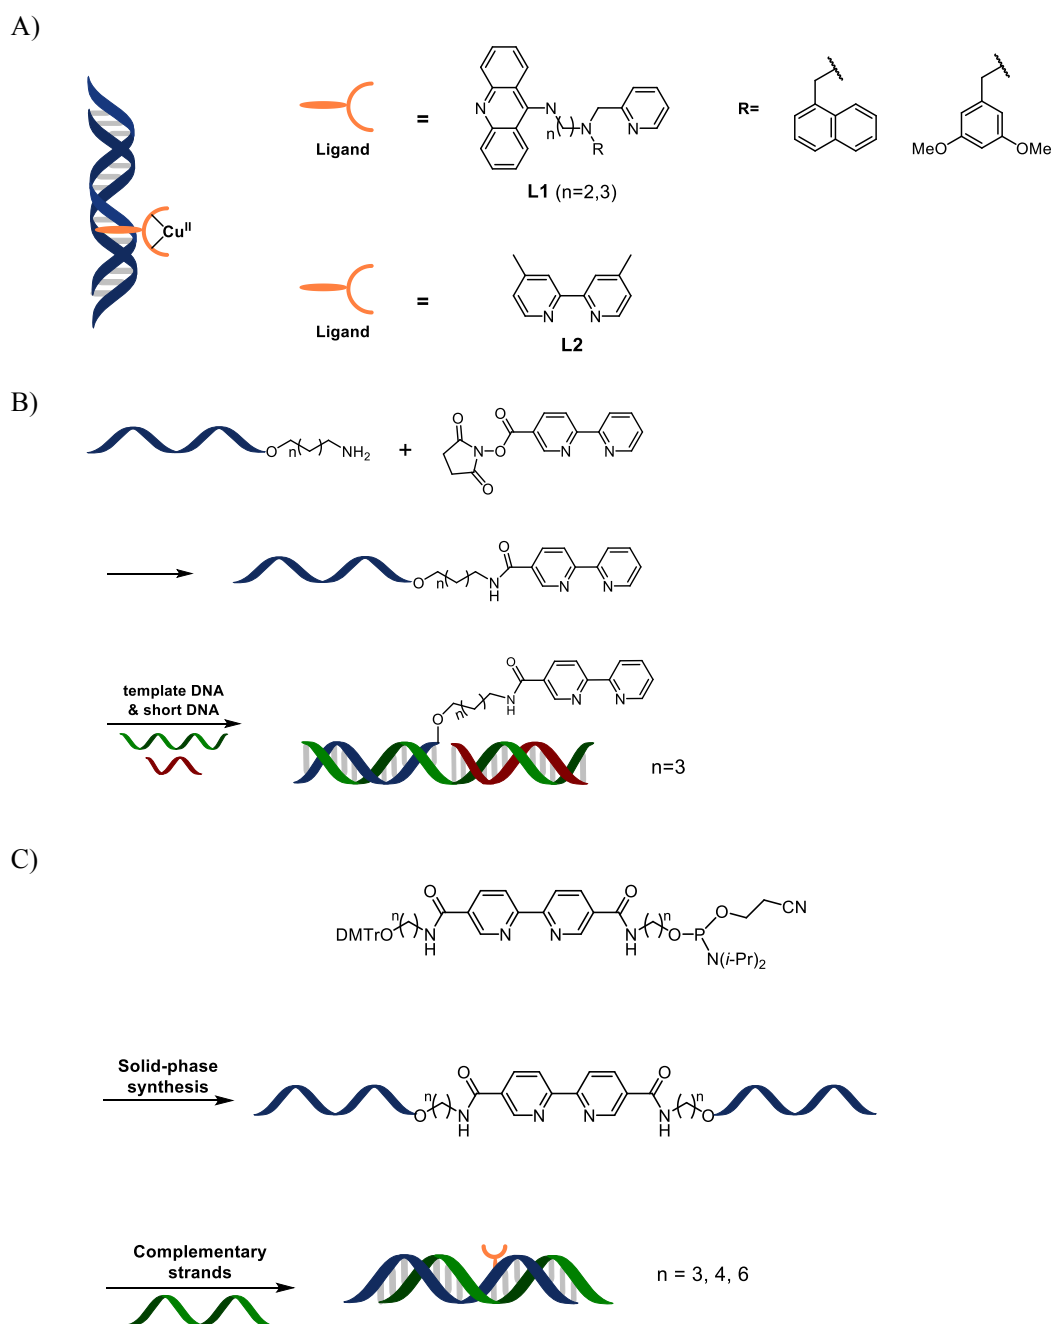 A)
Ligand
=
N
N
n
N
N
R
L1 (n=2,3)
R=
MeO
OMe
Cu^II
Ligand
=
N
N
L2
B)
O
n
NH2
+
O
N
O
O
O
N
N
O
n
N
H
O
N
N
template DNA
& short DNA
O
n
N
H
O
N
N
n=3
C)
DMTrO
n
N
H
O
N
N
O
N
H
n
O
P
O
CN
N(i-Pr)2
Solid-phase
synthesis
O
n
N
H
O
N
N
O
N
H
n
O
Complementary
strands
n = 3, 4, 6